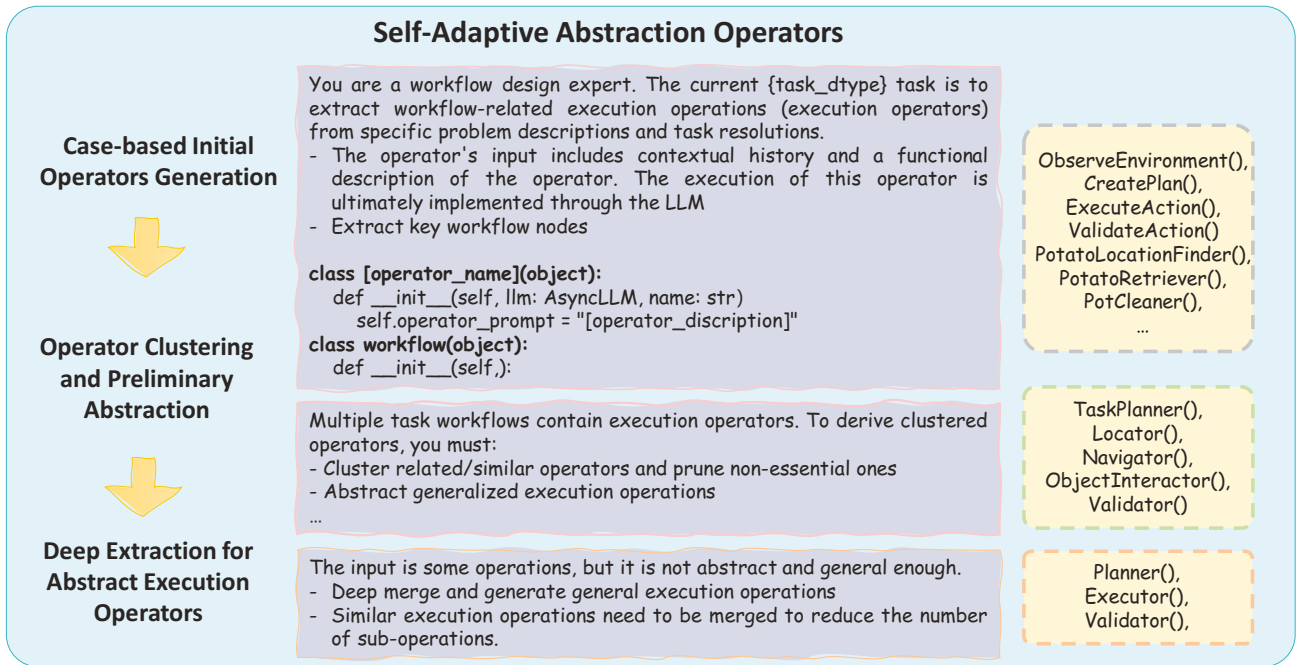 Self-Adaptive Abstraction Operators
Case-based Initial
Operators Generation
Operator Clustering
and Preliminary
Abstraction
Deep Extraction for
Abstract Execution
Operators
You are a workflow design expert. The current {task_dtype} task is to
extract workflow-related execution operations (execution operators)
from specific problem descriptions and task resolutions.
- The operator's input includes contextual history and a functional
description of the operator. The execution of this operator is
ultimately implemented through the LLM
- Extract key workflow nodes
class [operator_name](object):
def __init__(self, llm: AsyncLLM, name: str)
self.operator_prompt = "[operator_discription]"
class workflow(object):
def __init__(self,):
Multiple task workflows contain execution operators. To derive clustered
operators, you must:
- Cluster related/similar operators and prune non-essential ones
- Abstract generalized execution operations
...
The input is some operations, but it is not abstract and general enough.
- Deep merge and generate general execution operations
- Similar execution operations need to be merged to reduce the number
of sub-operations.
ObserveEnvironment(),
CreatePlan(),
ExecuteAction(),
ValidateAction()
PotatoLocationFinder(),
PotatoRetriever(),
PotCleaner(),
...
TaskPlanner(),
Locator(),
Navigator(),
ObjectInteractor(),
Validator()
Planner(),
Executor(),
Validator(),